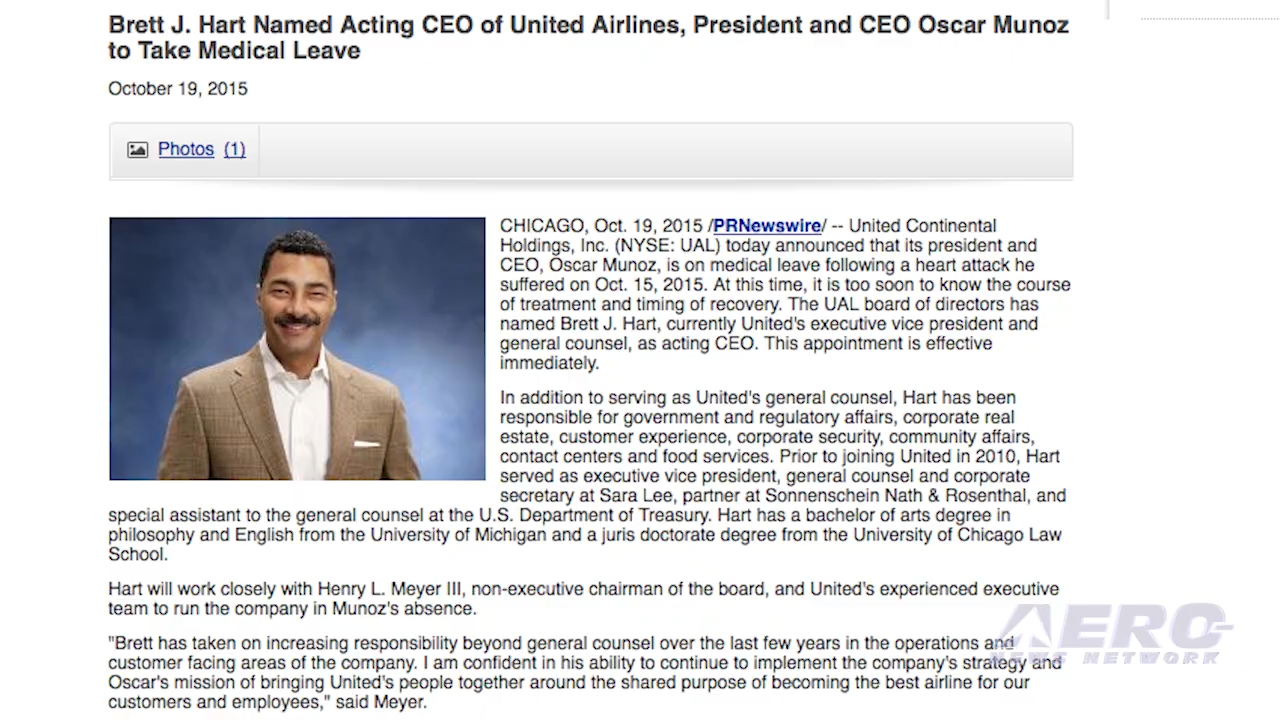 Brett J. Hart Named Acting CEO of United Airlines, President and CEO Oscar Munoz
to Take Medical Leave
October 19, 2015
Photos (1)
CHICAGO, Oct. 19, 2015 /PRNewswire/ -- United Continental
Holdings, Inc. (NYSE: UAL) today announced that its president and
CEO, Oscar Munoz, is on medical leave following a heart attack he
suffered on Oct. 15, 2015. At this time, it is too soon to know the course
of treatment and timing of recovery. The UAL board of directors has
named Brett J. Hart, currently United's executive vice president and
general counsel, as acting CEO. This appointment is effective
immediately.
In addition to serving as United's general counsel, Hart has been
responsible for government and regulatory affairs, corporate real
estate, customer experience, corporate security, community affairs,
contact centers and food services. Prior to joining United in 2010, Hart
served as executive vice president, general counsel and corporate
secretary at Sara Lee, partner at Sonnenschein Nath & Rosenthal, and
special assistant to the general counsel at the U.S. Department of Treasury. Hart has a bachelor of arts degree in
philosophy and English from the University of Michigan and a juris doctorate degree from the University of Chicago Law
School.
Hart will work closely with Henry L. Meyer III, non-executive chairman of the board, and United's experienced executive
team to run the company in Munoz's absence.
"Brett has taken on increasing responsibility beyond general counsel over the last few years in the operations and
customer facing areas of the company. I am confident in his ability to continue to implement the company's strategy and
Oscar's mission of bringing United's people together around the shared purpose of becoming the best airline for our
customers and employees," said Meyer.
AERO
NEWS NETWORK